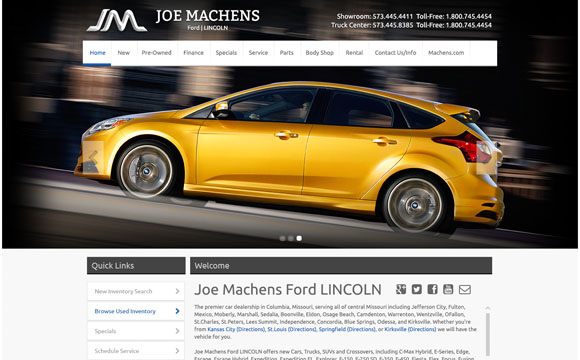 JM JOE MACHENS
Ford | LINCOLN
Showroom: 573.445.4411 Toll-Free: 1.800.745.4454
Truck Center: 573.445.8385 Toll-Free: 1.800.745.4454
Home New Pre-Owned Finance Specials Service Parts Body Shop Rental Contact Us/Info Machens.com
Quick Links
Welcome
New Inventory Search
Browse Used Inventory
Specials
Schedule Service
Joe Machens Ford LINCOLN
The premier car dealership in Columbia, Missouri, serving all of central Missouri including Jefferson City, Fulton,
Mexico, Moberly, Marshall, Sedalia, Boonville, Eldon, Osage Beach, Camdenton, Warrenton, Wentzville, OFallon,
St.Charles, St.Peters, Lees Summit, Independence, Concordia, Blue Springs, Odessa, and Kirksville. Whether you're
from Kansas City (Directions), St.Louis (Directions), Springfield (Directions), or Kirksville (Directions) we will have the
vehicle for you.
Joe Machens Ford LINCOLN offers new Cars, Trucks, SUVs and Crossovers, including C-Max Hybrid, E-Series, Edge,